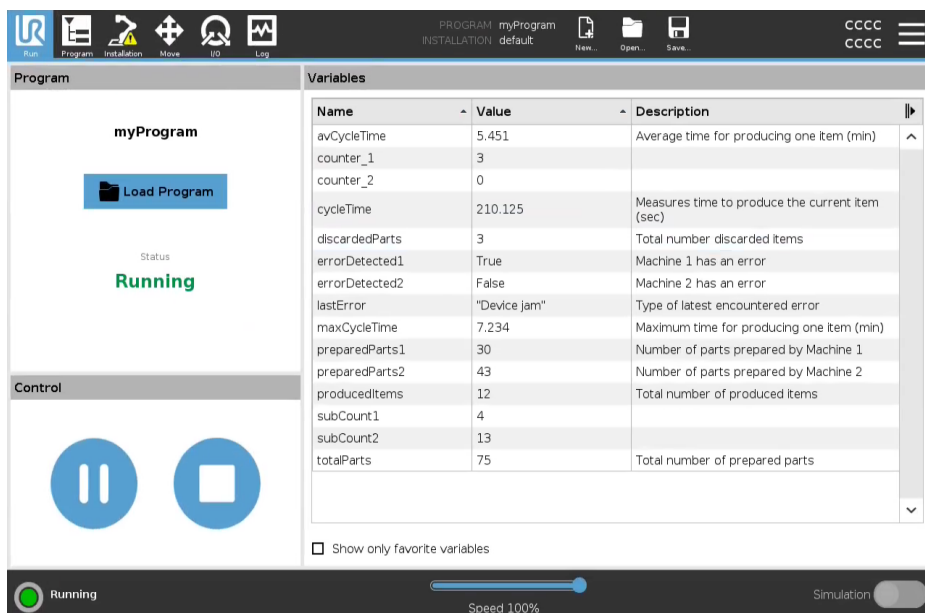 UR
PROGRAM myProgram
INSTALLATION default
CCCC
CCCC
Run Program Installation Move I/O Log New... Open... Save...
Program
myProgram
Load Program
Status
Running
Control
Variables
Name Value Description
avCycleTime 5.451 Average time for producing one item (min)
counter_1 3
counter_2 0
cycleTime 210.125 Measures time to produce the current item
(sec)
discardedParts 3 Total number discarded items
errorDetected1 True Machine 1 has an error
errorDetected2 False Machine 2 has an error
lastError "Device jam" Type of latest encountered error
maxCycleTime 7.234 Maximum time for producing one item (min)
preparedParts1 30 Number of parts prepared by Machine 1
preparedParts2 43 Number of parts prepared by Machine 2
producedItems 12 Total number of produced items
subCount1 4
subCount2 13
totalParts 75 Total number of prepared parts
Show only favorite variables
Running
Speed 100%
Simulation